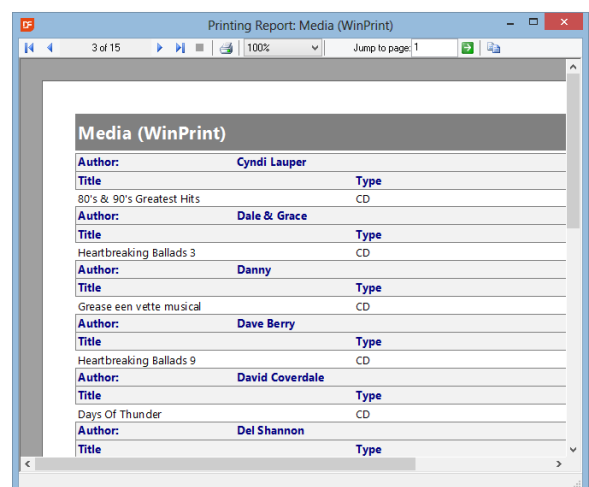 DF Printing Report: Media (WinPrint)
3 of 15 100% Jump to page: 1
Media (WinPrint)
Author: Cyndi Lauper
Title Type
80's & 90's Greatest Hits CD
Author: Dale & Grace
Title Type
Heartbreaking Ballads 3 CD
Author: Danny
Title Type
Grease een vette musical CD
Author: Dave Berry
Title Type
Heartbreaking Ballads 9 CD
Author: David Coverdale
Title Type
Days Of Thunder CD
Author: Del Shannon
Title Type